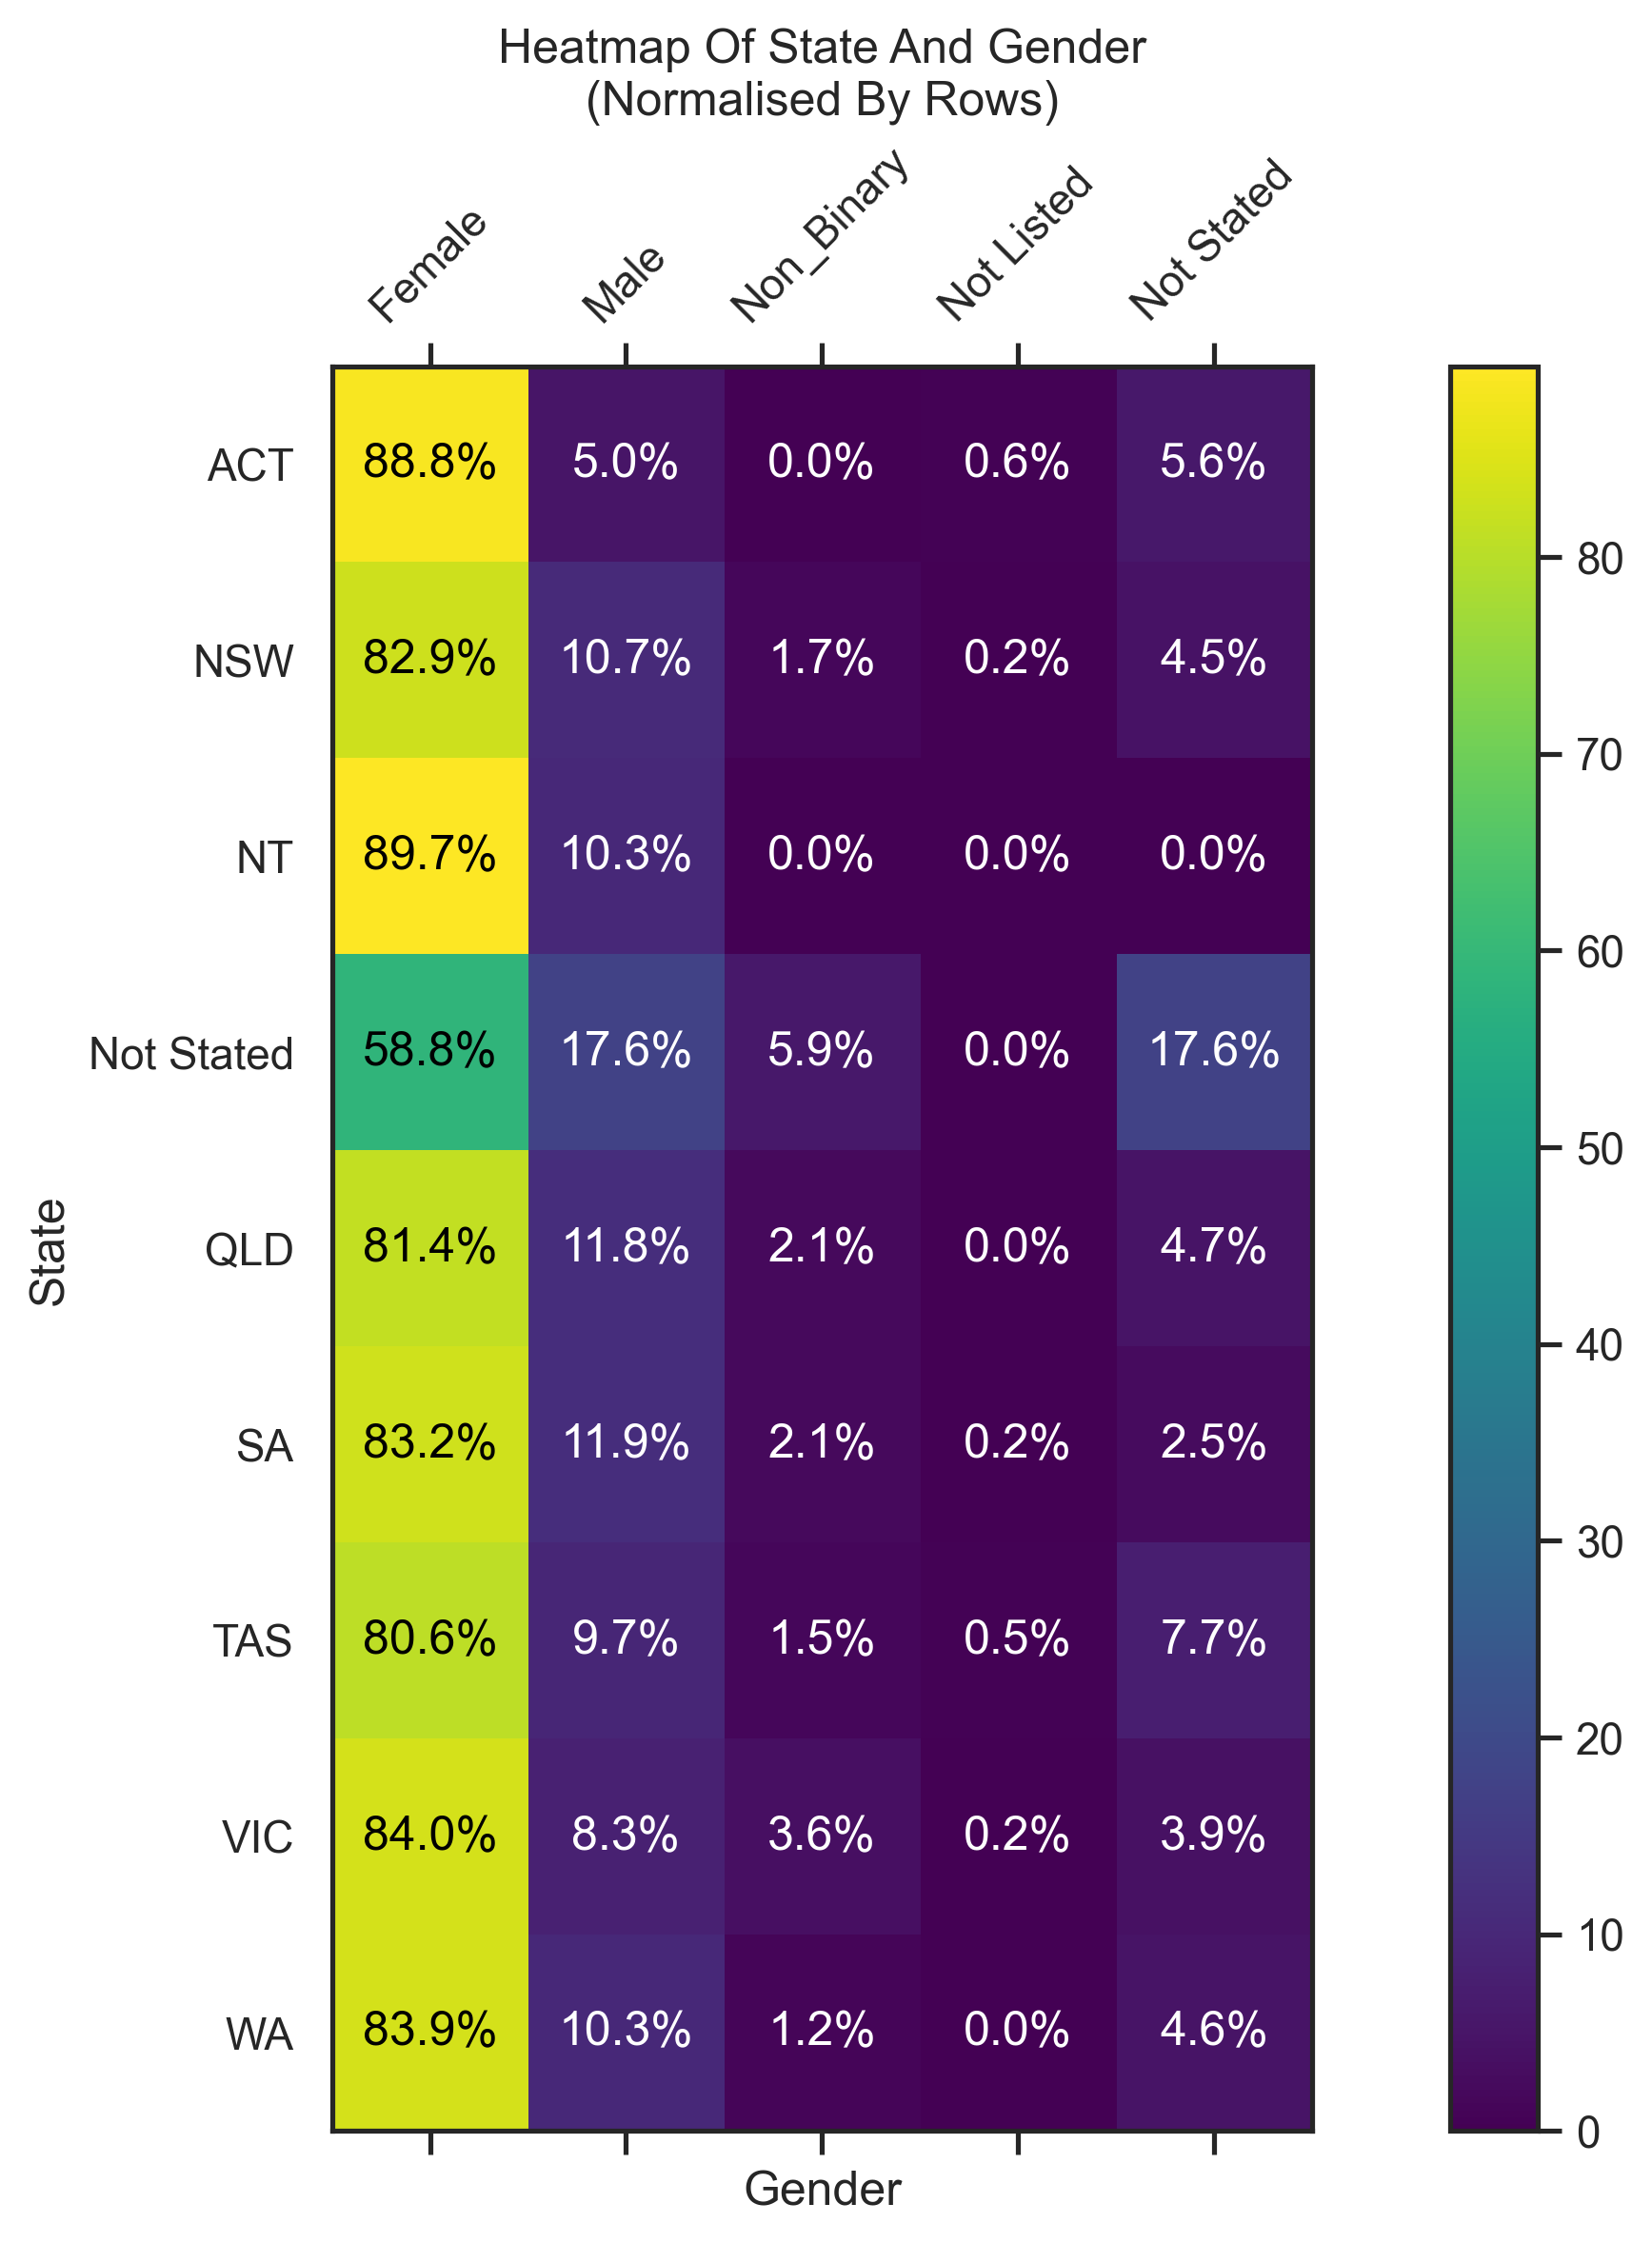 Heatmap Of State And Gender
(Normalised By Rows)
Female Male Non_Binary Not Listed Not Stated
ACT 88.8% 5.0% 0.0% 0.6% 5.6%
NSW 82.9% 10.7% 1.7% 0.2% 4.5%
NT 89.7% 10.3% 0.0% 0.0% 0.0%
Not Stated 58.8% 17.6% 5.9% 0.0% 17.6%
QLD 81.4% 11.8% 2.1% 0.0% 4.7%
SA 83.2% 11.9% 2.1% 0.2% 2.5%
TAS 80.6% 9.7% 1.5% 0.5% 7.7%
VIC 84.0% 8.3% 3.6% 0.2% 3.9%
WA 83.9% 10.3% 1.2% 0.0% 4.6%
State
Gender
80
70
60
50
40
30
20
10
0